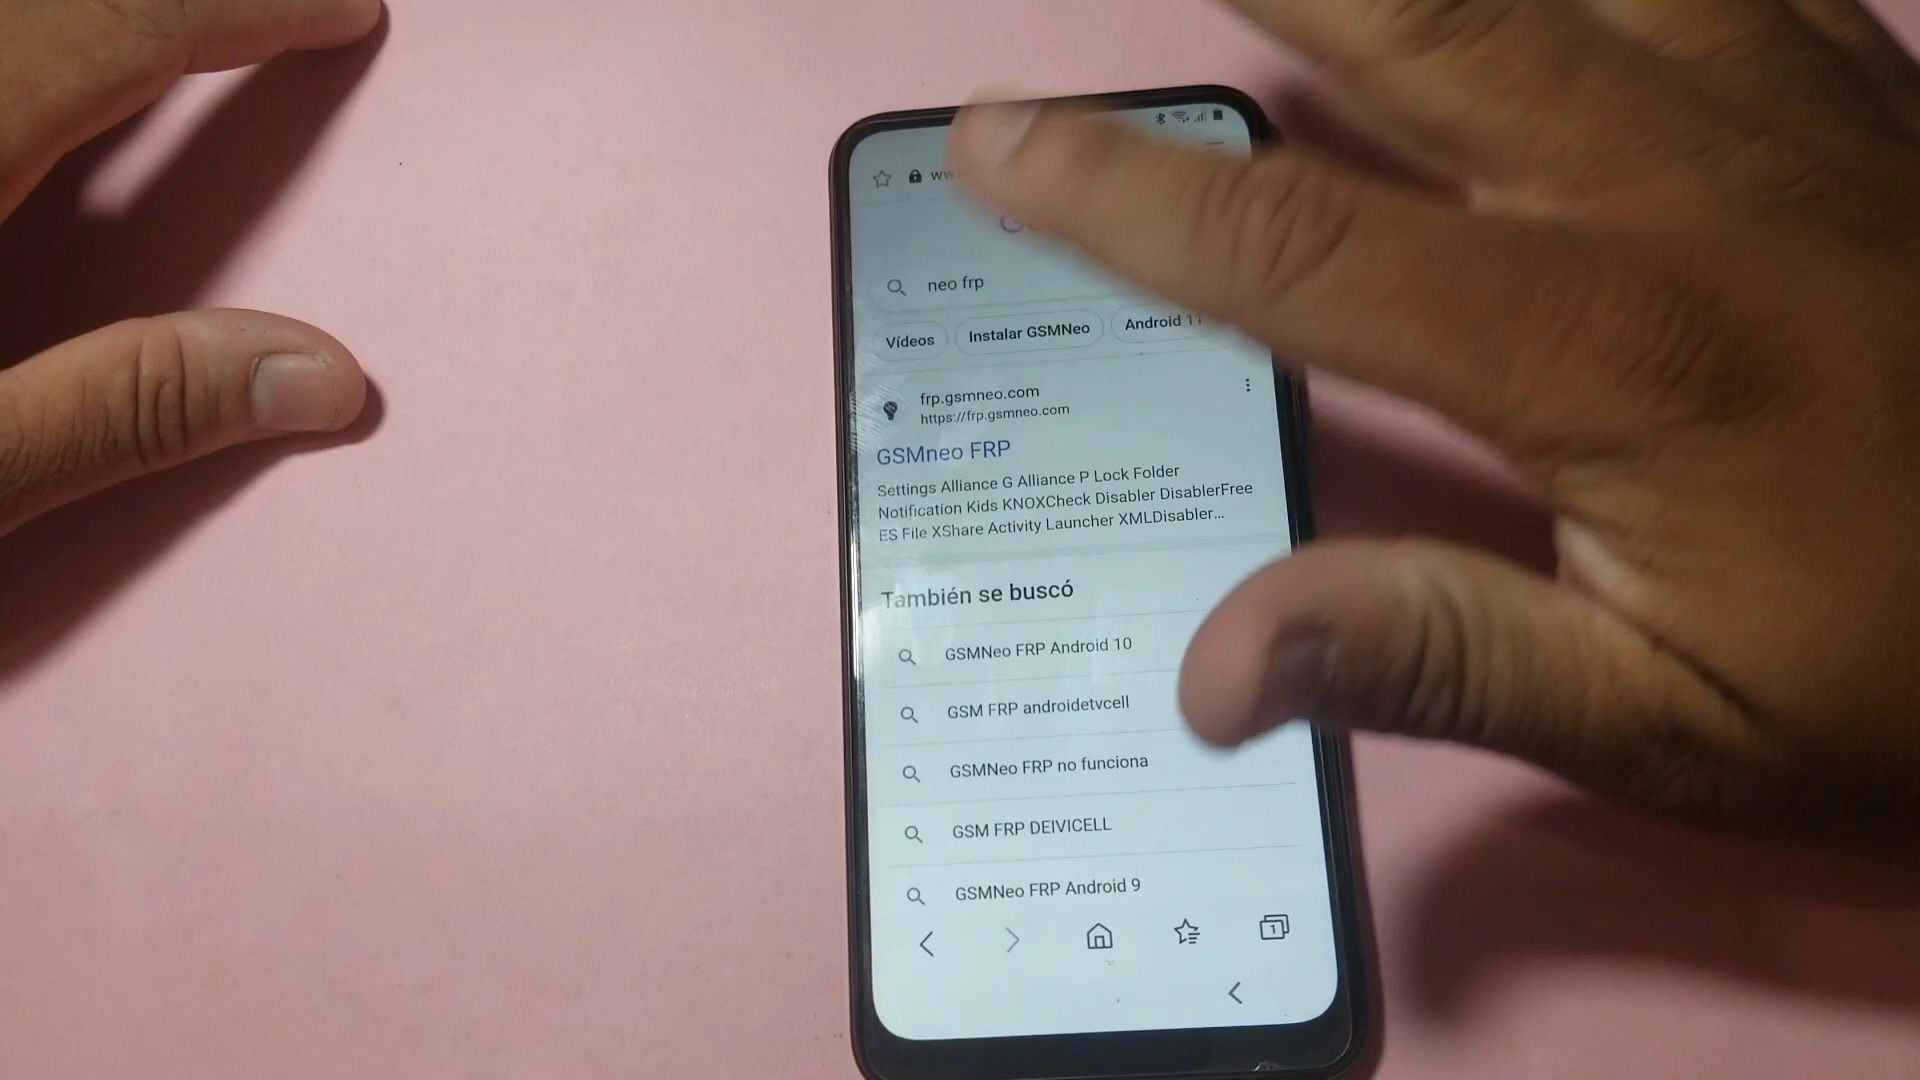 neo frp
Vídeos
Instalar GSMNeo
Android 11
frp.gsmneo.com
https://frp.gsmneo.com
GSMneo FRP
Settings Alliance G Alliance P Lock Folder
Notification Kids KNOXCheck Disabler DisablerFree
ES File XShare Activity Launcher XMLDisabler...
También se buscó
GSMNeo FRP Android 10
GSM FRP androidetvcell
GSMNeo FRP no funciona
GSM FRP DEIVICELL
GSMNeo FRP Android 9
1